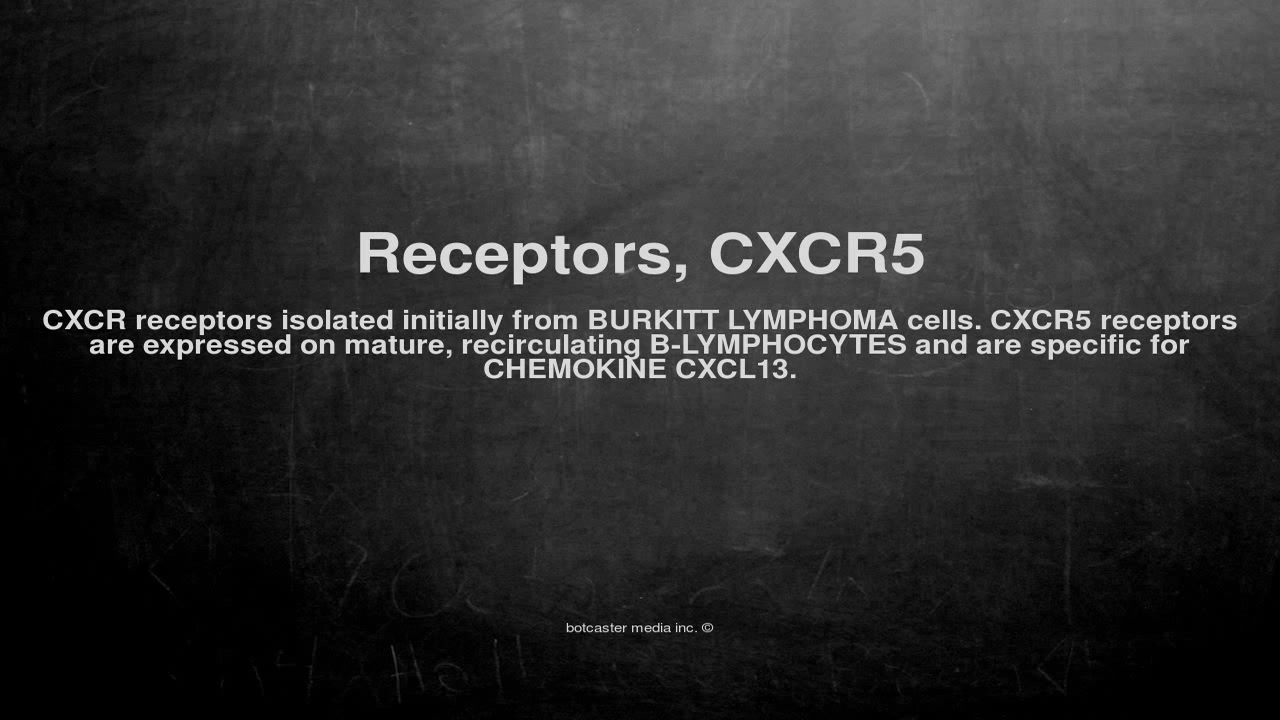 Receptors, CXCR5
CXCR receptors isolated initially from BURKITT LYMPHOMA cells. CXCR5 receptors
are expressed on mature, recirculating B-LYMPHOCYTES and are specific for
CHEMOKINE CXCL13.
botcaster media inc. ©